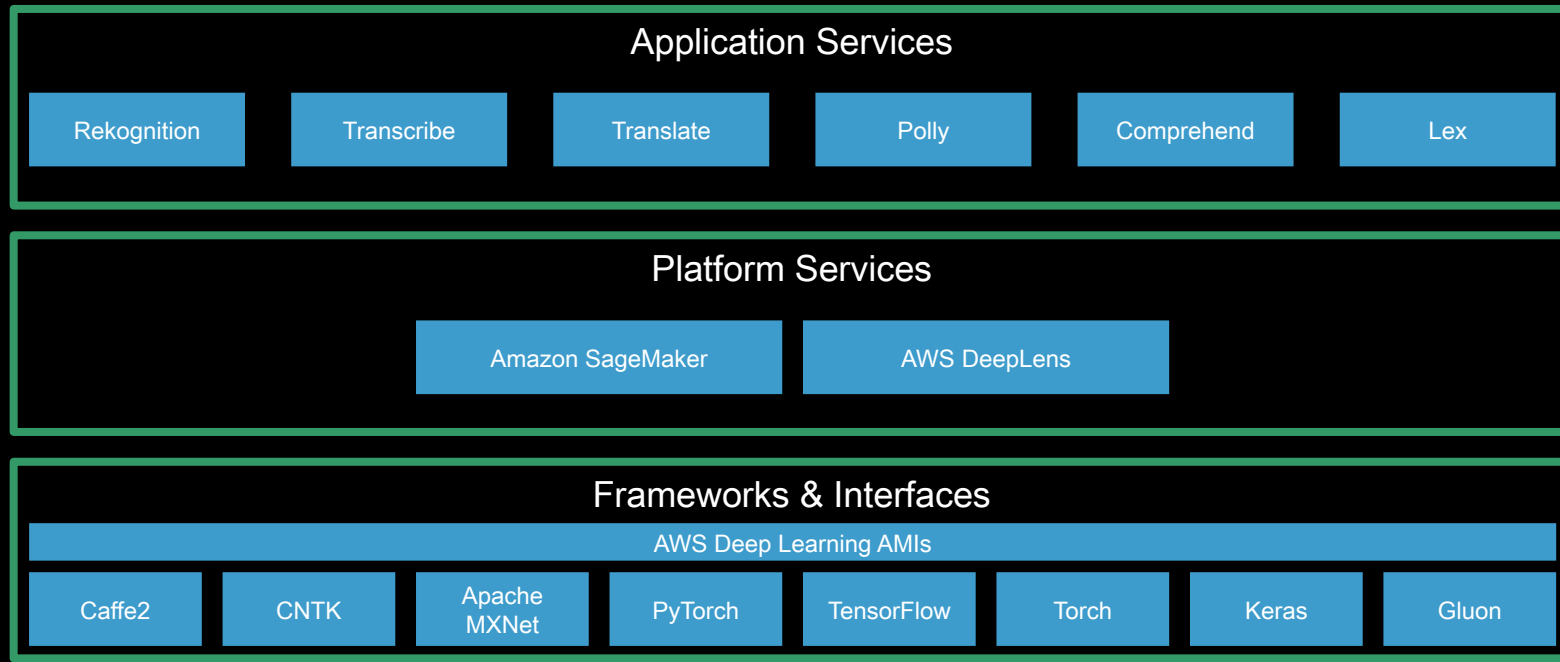 Application Services
Rekognition
Transcribe
Translate
Polly
Comprehend
Lex
Platform Services
Amazon SageMaker
AWS DeepLens
Frameworks & Interfaces
AWS Deep Learning AMIs
Caffe2
CNTK
Apache
MXNet
PyTorch
TensorFlow
Torch
Keras
Gluon